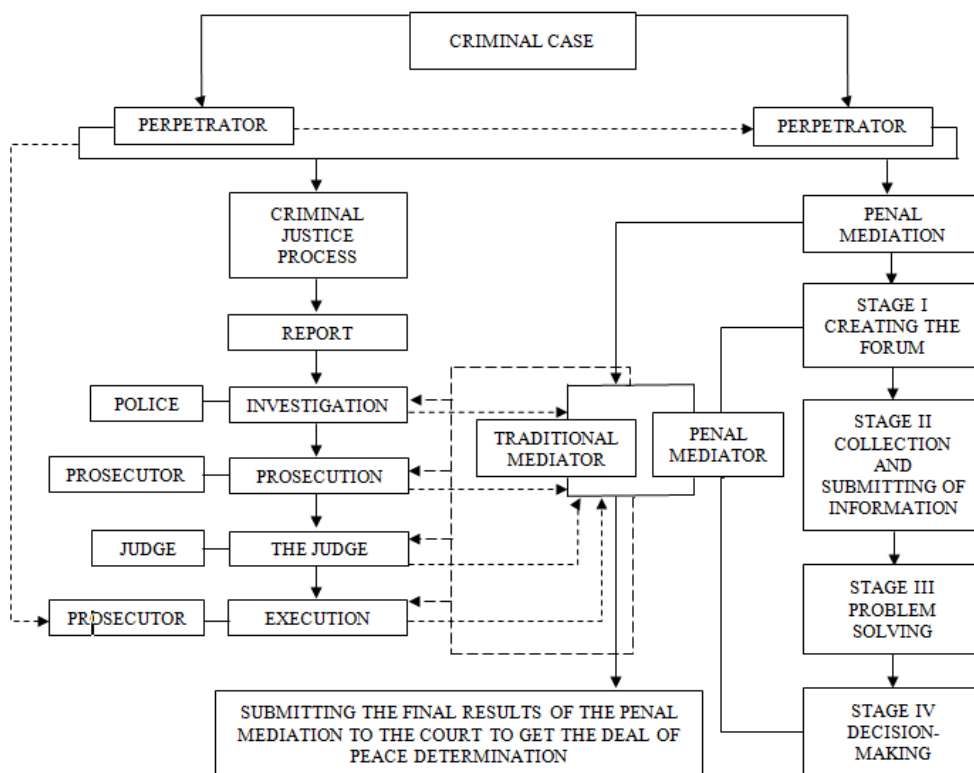 CRIMINAL CASE
PERPETRATOR
PERPETRATOR
CRIMINAL
JUSTICE
PROCESS
REPORT
POLICE
INVESTIGATION
PROSECUTOR
PROSECUTION
JUDGE
THE JUDGE
PROSECUTOR
EXECUTION
TRADITIONAL
MEDIATOR
PENAL
MEDIATOR
PENAL
MEDIATION
STAGE I
CREATING THE
FORUM
STAGE II
COLLECTION
AND
SUBMITTING OF
INFORMATION
STAGE III
PROBLEM
SOLVING
STAGE IV
DECISION-
MAKING
SUBMITTING THE FINAL RESULTS OF THE PENAL
MEDIATION TO THE COURT TO GET THE DEAL OF
PEACE DETERMINATION